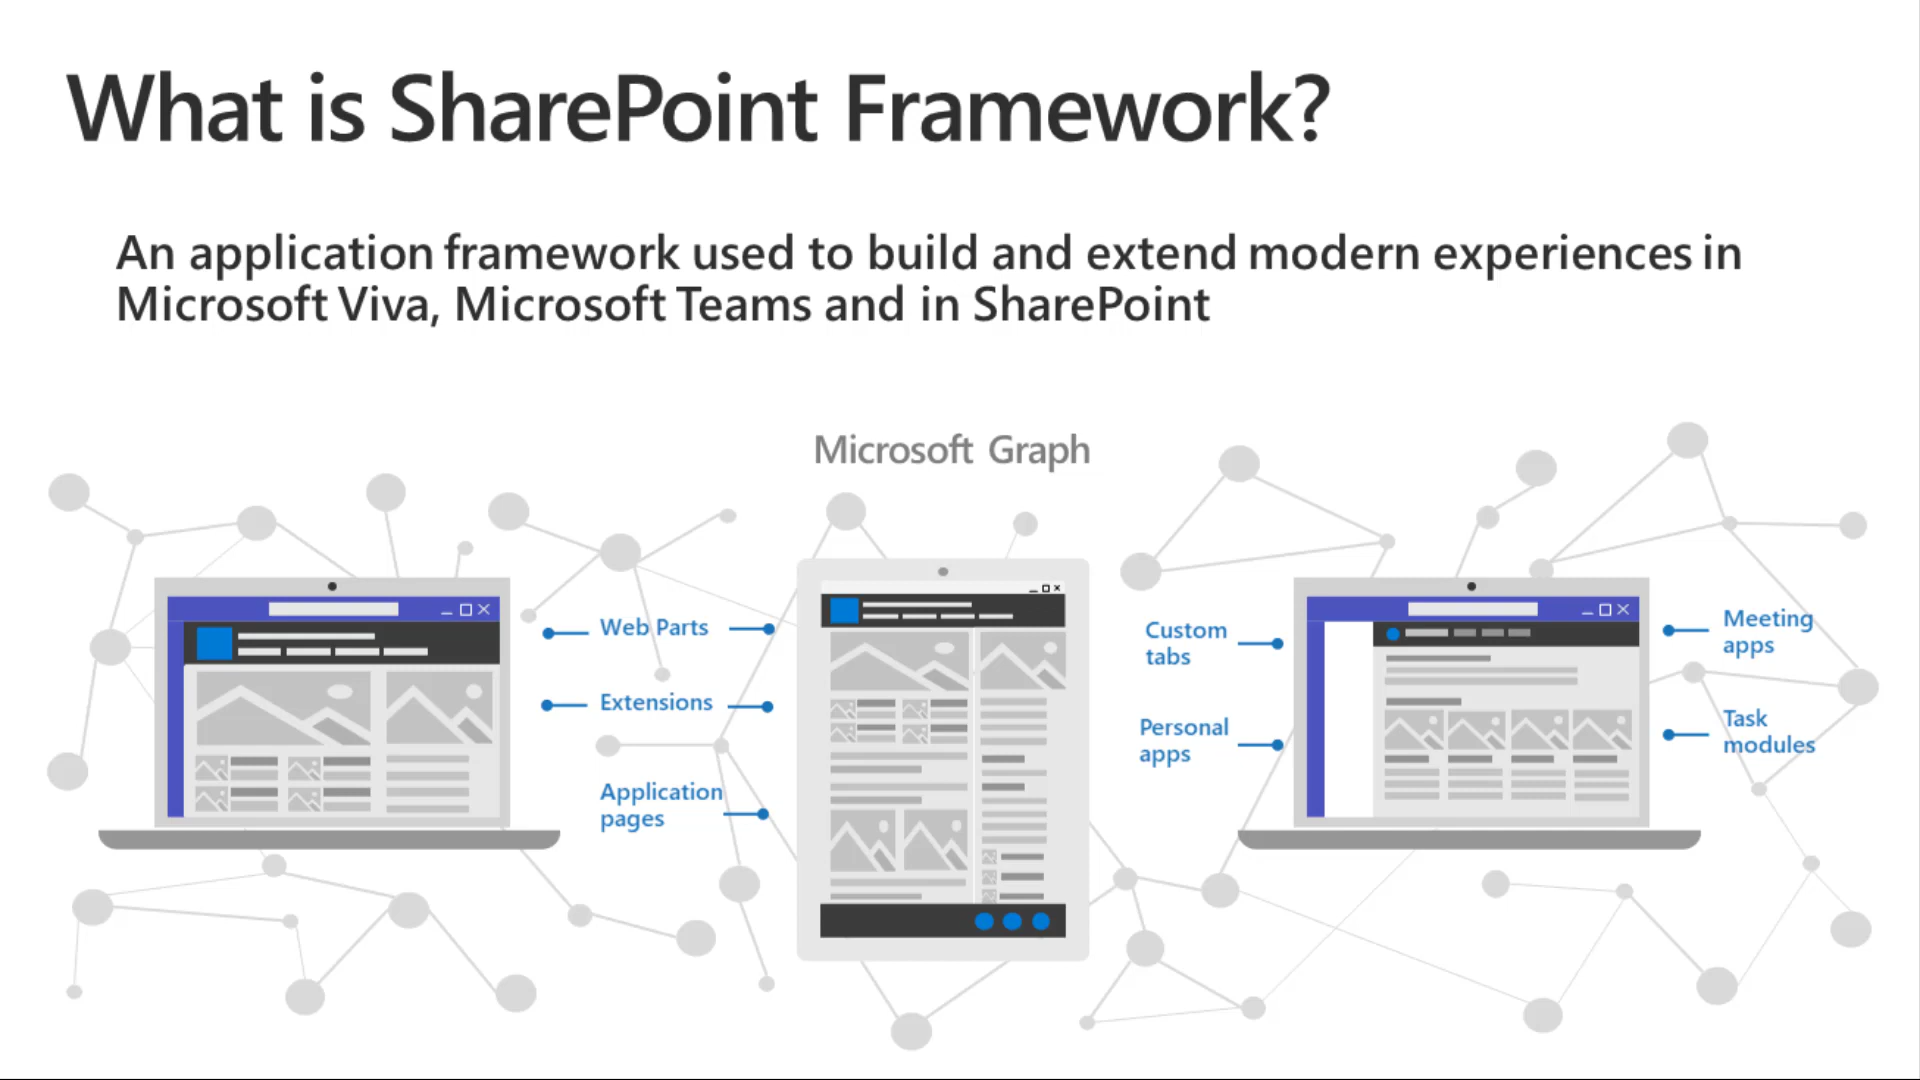 What is SharePoint Framework?
An application framework used to build and extend modern experiences in
Microsoft Viva, Microsoft Teams and in SharePoint
Microsoft Graph
Web Parts
Extensions
Application
pages
Custom
tabs
Personal
apps
Meeting
apps
Task
modules